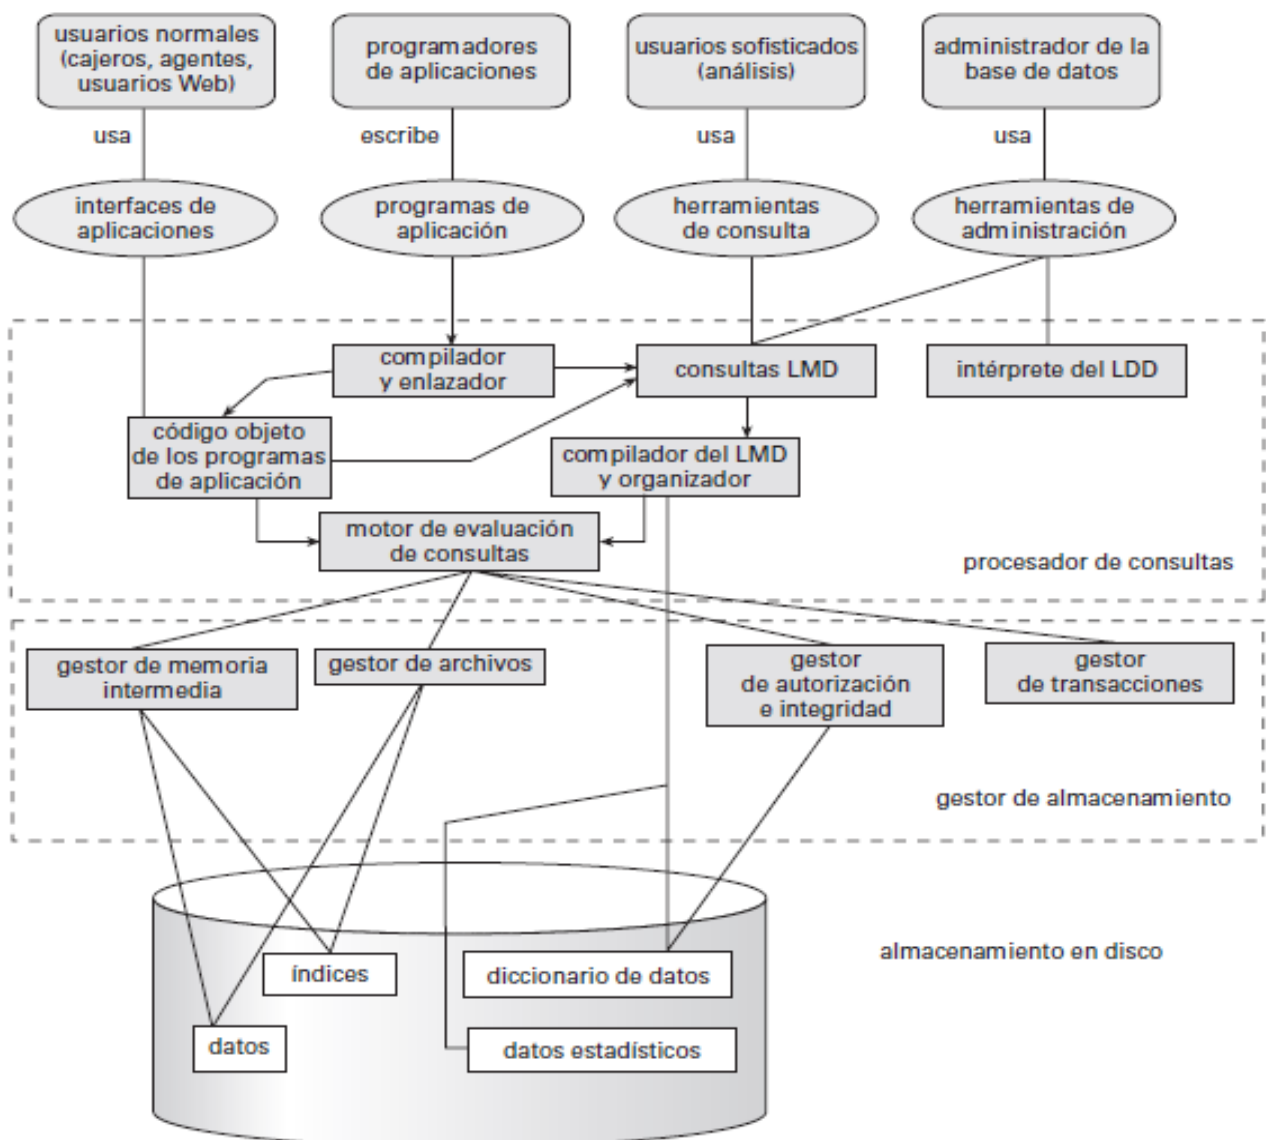 usuarios normales
(cajeros, agentes,
usuarios Web)
programadores
de aplicaciones
usuarios sofisticados
(análisis)
administrador de la
base de datos
usa
escribe
usa
usa
interfaces de
aplicaciones
programas de
aplicación
herramientas
de consulta
herramientas de
administración
compilador
y enlazador
consultas LMD
intérprete del LDD
código objeto
de los programas
de aplicación
compilador del LMD
y organizador
motor de evaluación
de consultas
procesador de consultas
gestor de memoria
intermedia
gestor de archivos
gestor
de autorización
e integridad
gestor
de transacciones
gestor de almacenamiento
almacenamiento en disco
índices
diccionario de datos
datos
datos estadísticos